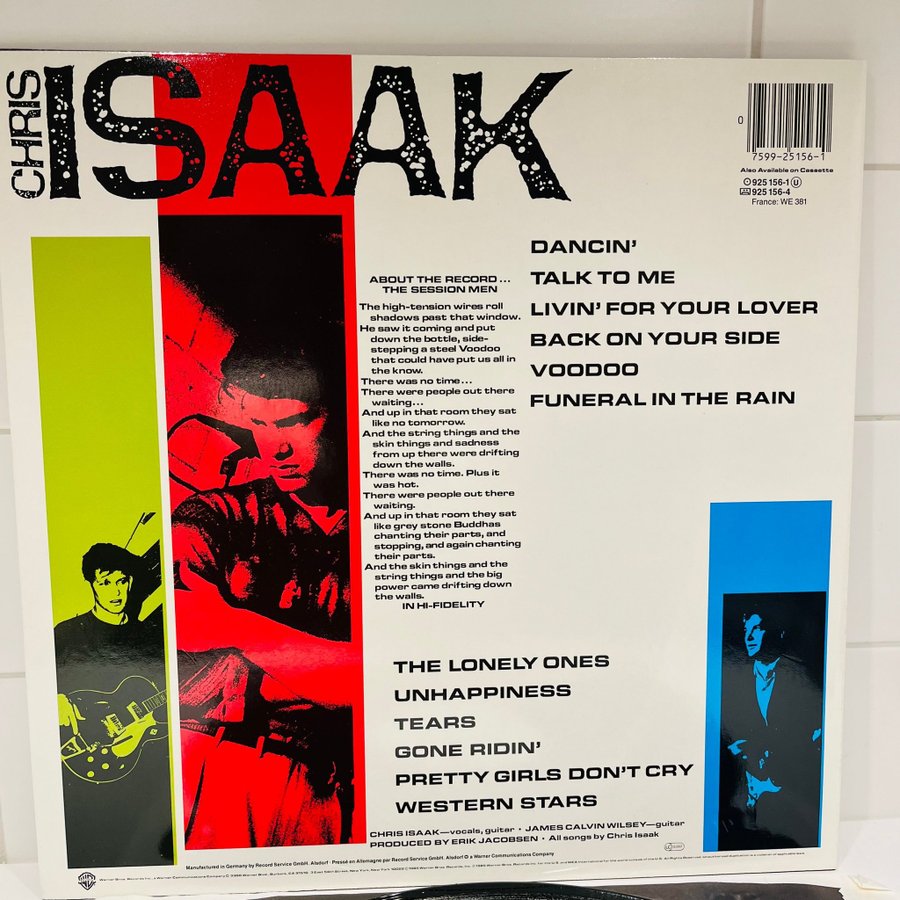 CHRIS
ISAAK
0
7599-25156-1
Also Available on Cassette
925 156-1 U
925 156-4
France: WE 381
DANCIN'
TALK TO ME
LIVIN' FOR YOUR LOVER
BACK ON YOUR SIDE
VOODOO
FUNERAL IN THE RAIN
ABOUT THE RECORD...
THE SESSION MEN
The high-tension wires roll
shadows past that window.
He saw it coming and put
down the bottle, side-
stepping a steel Voodoo
that could have put us all in
the know.
There was no time...
There were people out there
waiting...
And up in that room they sat
like no tomorrow.
And the string things and the
skin things and sadness
from up there were drifting
down the walls.
There was no time. Plus it
was hot.
There were people out there
waiting.
And up in that room they sat
like grey stone Buddhas
chanting their parts, and
stopping, and again chanting
their parts.
And the skin things and the
string things and the big
power came drifting down
the walls.
IN HI-FIDELITY
THE LONELY ONES
UNHAPPINESS
TEARS
GONE RIDIN'
PRETTY GIRLS DON'T CRY
WESTERN STARS
CHRIS ISAAK—vocals, guitar • JAMES CALVIN WILSEY—guitar
PRODUCED BY ERIK JACOBSEN • All songs by Chris Isaak
Manufactured in Germany by Record Service GmbH. Alsdorf · Pressé en Allemagne par Record Service GmbH. Alsdorf a Warner Communications Company